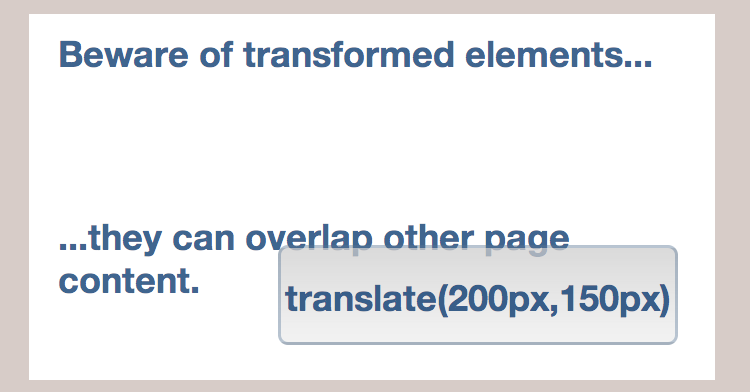 Beware of transformed elements...
...they can overlap other page
content.
translate(200px,150px)